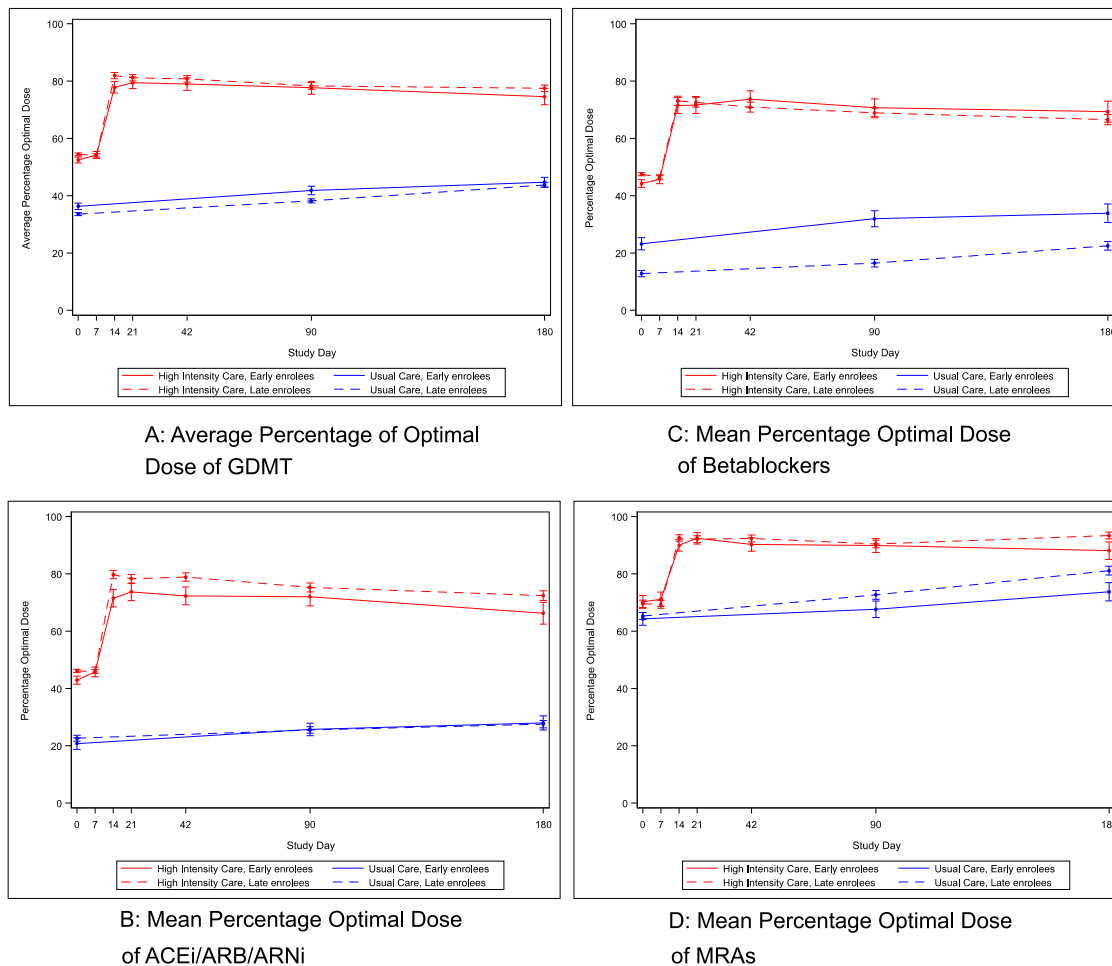 100
80
60
40
20
0
Average Percentage Optimal Dose
0 7 14 21 42 90 180
Study Day
High Intensity Care, Early enrolees Usual Care, Early enrolees
High Intensity Care, Late enrolees Usual Care, Late enrolees
A: Average Percentage of Optimal
Dose of GDMT
100
80
60
40
20
0
Percentage Optimal Dose
0 7 14 21 42 90 180
Study Day
High Intensity Care, Early enrolees Usual Care, Early enrolees
High Intensity Care, Late enrolees Usual Care, Late enrolees
C: Mean Percentage Optimal Dose
of Betablockers
100
80
60
40
20
0
Percentage Optimal Dose
0 7 14 21 42 90 180
Study Day
High Intensity Care, Early enrolees Usual Care, Early enrolees
High Intensity Care, Late enrolees Usual Care, Late enrolees
B: Mean Percentage Optimal Dose
of ACEi/ARB/ARNi
100
80
60
40
20
0
Percentage Optimal Dose
0 7 14 21 42 90 180
Study Day
High Intensity Care, Early enrolees Usual Care, Early enrolees
High Intensity Care, Late enrolees Usual Care, Late enrolees
D: Mean Percentage Optimal Dose
of MRAs